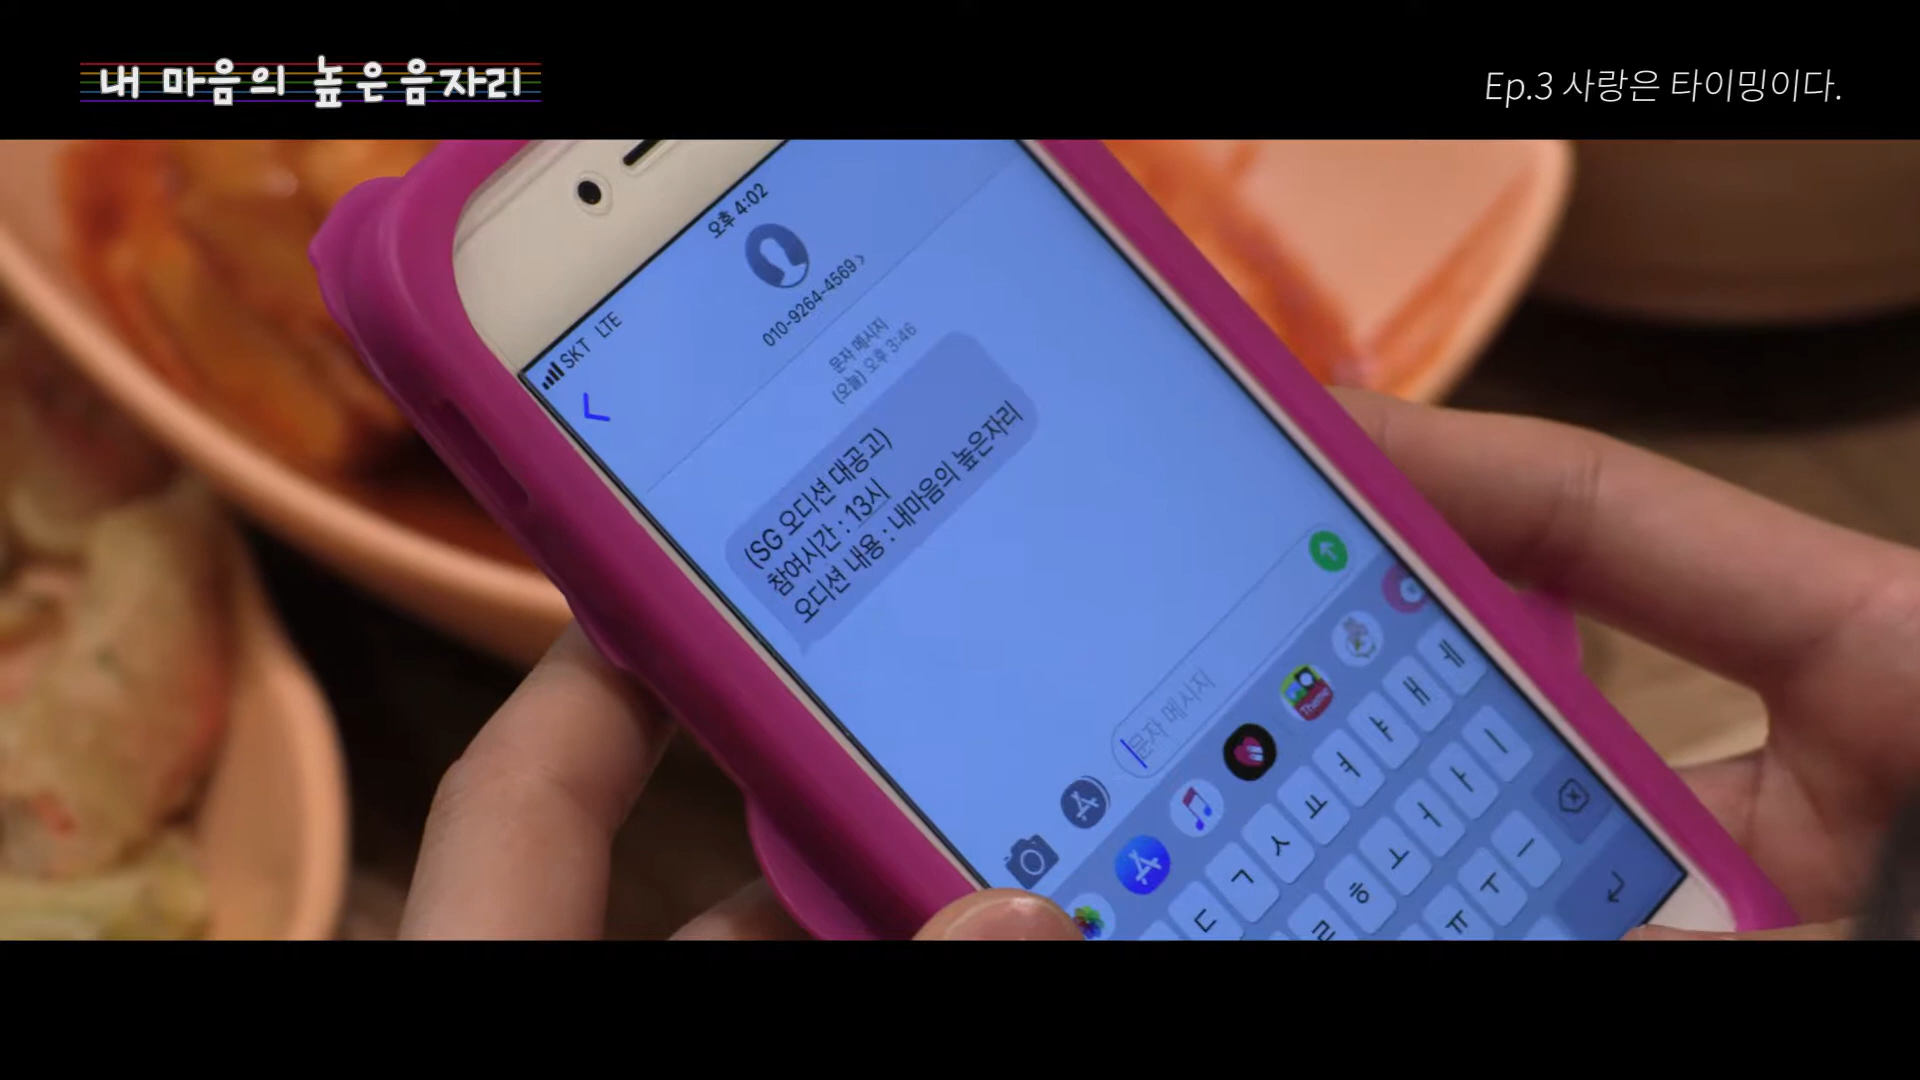 내 마음의 높은음자리
Ep.3 사랑은 타이밍이다.
SKT LTE
오후 4:02
010-9264-4569 >
문자 메시지
(오늘) 오후 3:46
(SG 오디션 대공고)
참여시간 : 13시
오디션 내용 : 내마음의 높은자리
문자 메시지
Theme
ㄷ ㄱ ㅅ ㅛ ㅕ ㅑ ㅐ ㅔ
ㄹ ㅎ ㅗ ㅓ ㅏ ㅣ
ㅠ ㅜ ㅡ